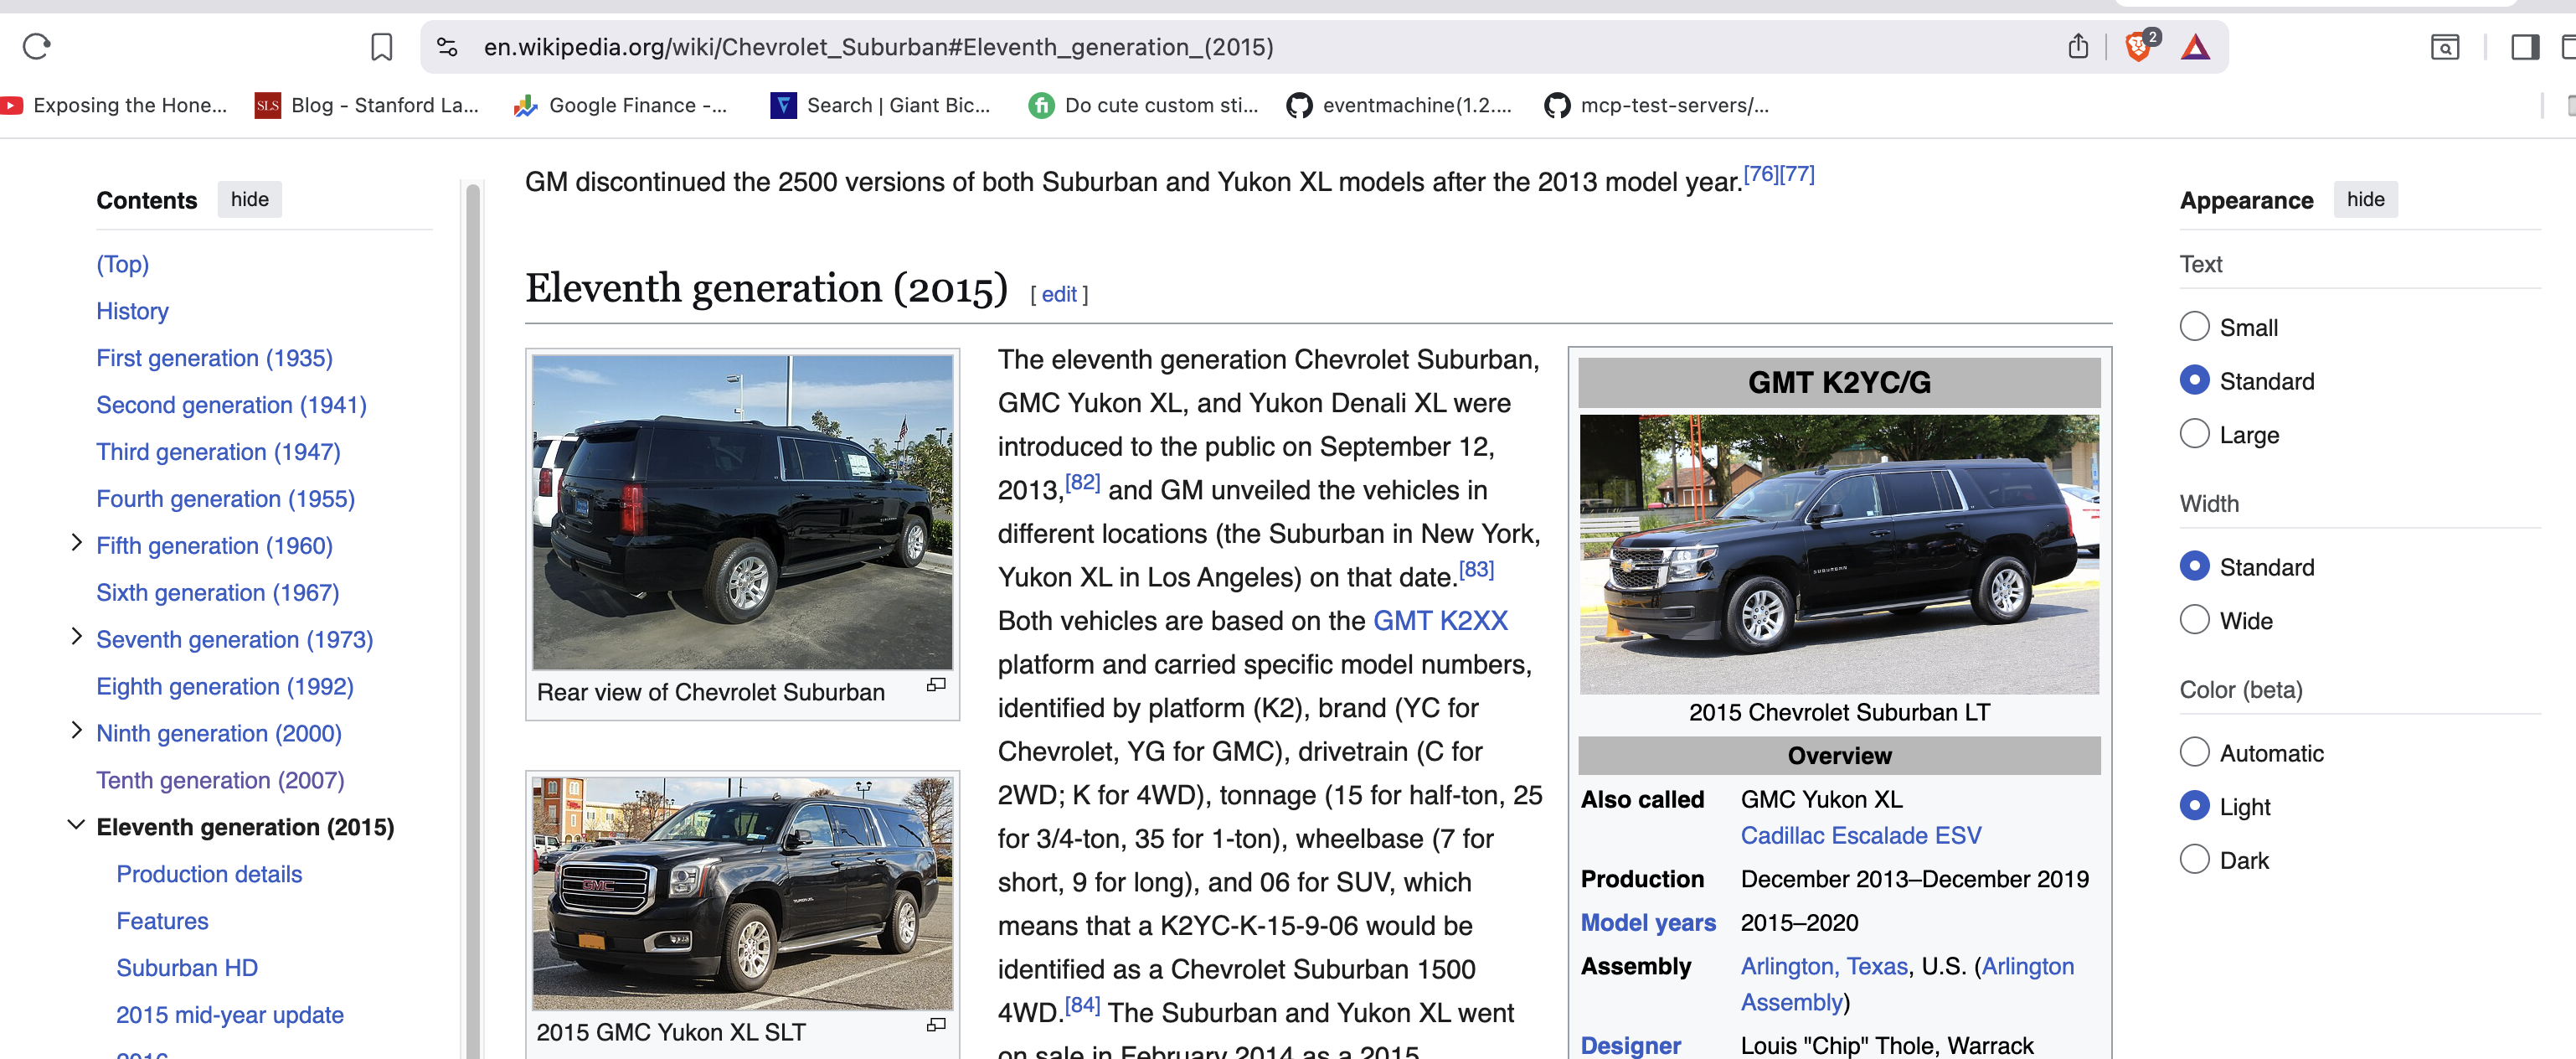 en.wikipedia.org/wiki/Chevrolet_Suburban#Eleventh_generation_(2015)
2
Exposing the Hone...
SLS
Blog - Stanford La...
Google Finance -...
Search | Giant Bic...
fi
Do cute custom sti...
eventmachine(1.2....
mcp-test-servers/...
Contents
hide
(Top)
History
First generation (1935)
Second generation (1941)
Third generation (1947)
Fourth generation (1955)
Fifth generation (1960)
Sixth generation (1967)
Seventh generation (1973)
Eighth generation (1992)
Ninth generation (2000)
Tenth generation (2007)
Eleventh generation (2015)
Production details
Features
Suburban HD
2015 mid-year update
2016
GM discontinued the 2500 versions of both Suburban and Yukon XL models after the 2013 model year.[76][77]
Eleventh generation (2015) [ edit ]
Rear view of Chevrolet Suburban
GMC
2015 GMC Yukon XL SLT
The eleventh generation Chevrolet Suburban,
GMC Yukon XL, and Yukon Denali XL were
introduced to the public on September 12,
2013,[82] and GM unveiled the vehicles in
different locations (the Suburban in New York,
Yukon XL in Los Angeles) on that date.[83]
Both vehicles are based on the GMT K2XX
platform and carried specific model numbers,
identified by platform (K2), brand (YC for
Chevrolet, YG for GMC), drivetrain (C for
2WD; K for 4WD), tonnage (15 for half-ton, 25
for 3/4-ton, 35 for 1-ton), wheelbase (7 for
short, 9 for long), and 06 for SUV, which
means that a K2YC-K-15-9-06 would be
identified as a Chevrolet Suburban 1500
4WD.[84] The Suburban and Yukon XL went
on sale in February 2014 as a 2015
GMT K2YC/G
SUBURBAN
2015 Chevrolet Suburban LT
Overview
Also called GMC Yukon XL
Cadillac Escalade ESV
Production December 2013–December 2019
Model years 2015–2020
Assembly Arlington, Texas, U.S. (Arlington
Assembly)
Designer Louis "Chip" Thole, Warrack
Appearance
hide
Text
Small
Standard
Large
Width
Standard
Wide
Color (beta)
Automatic
Light
Dark